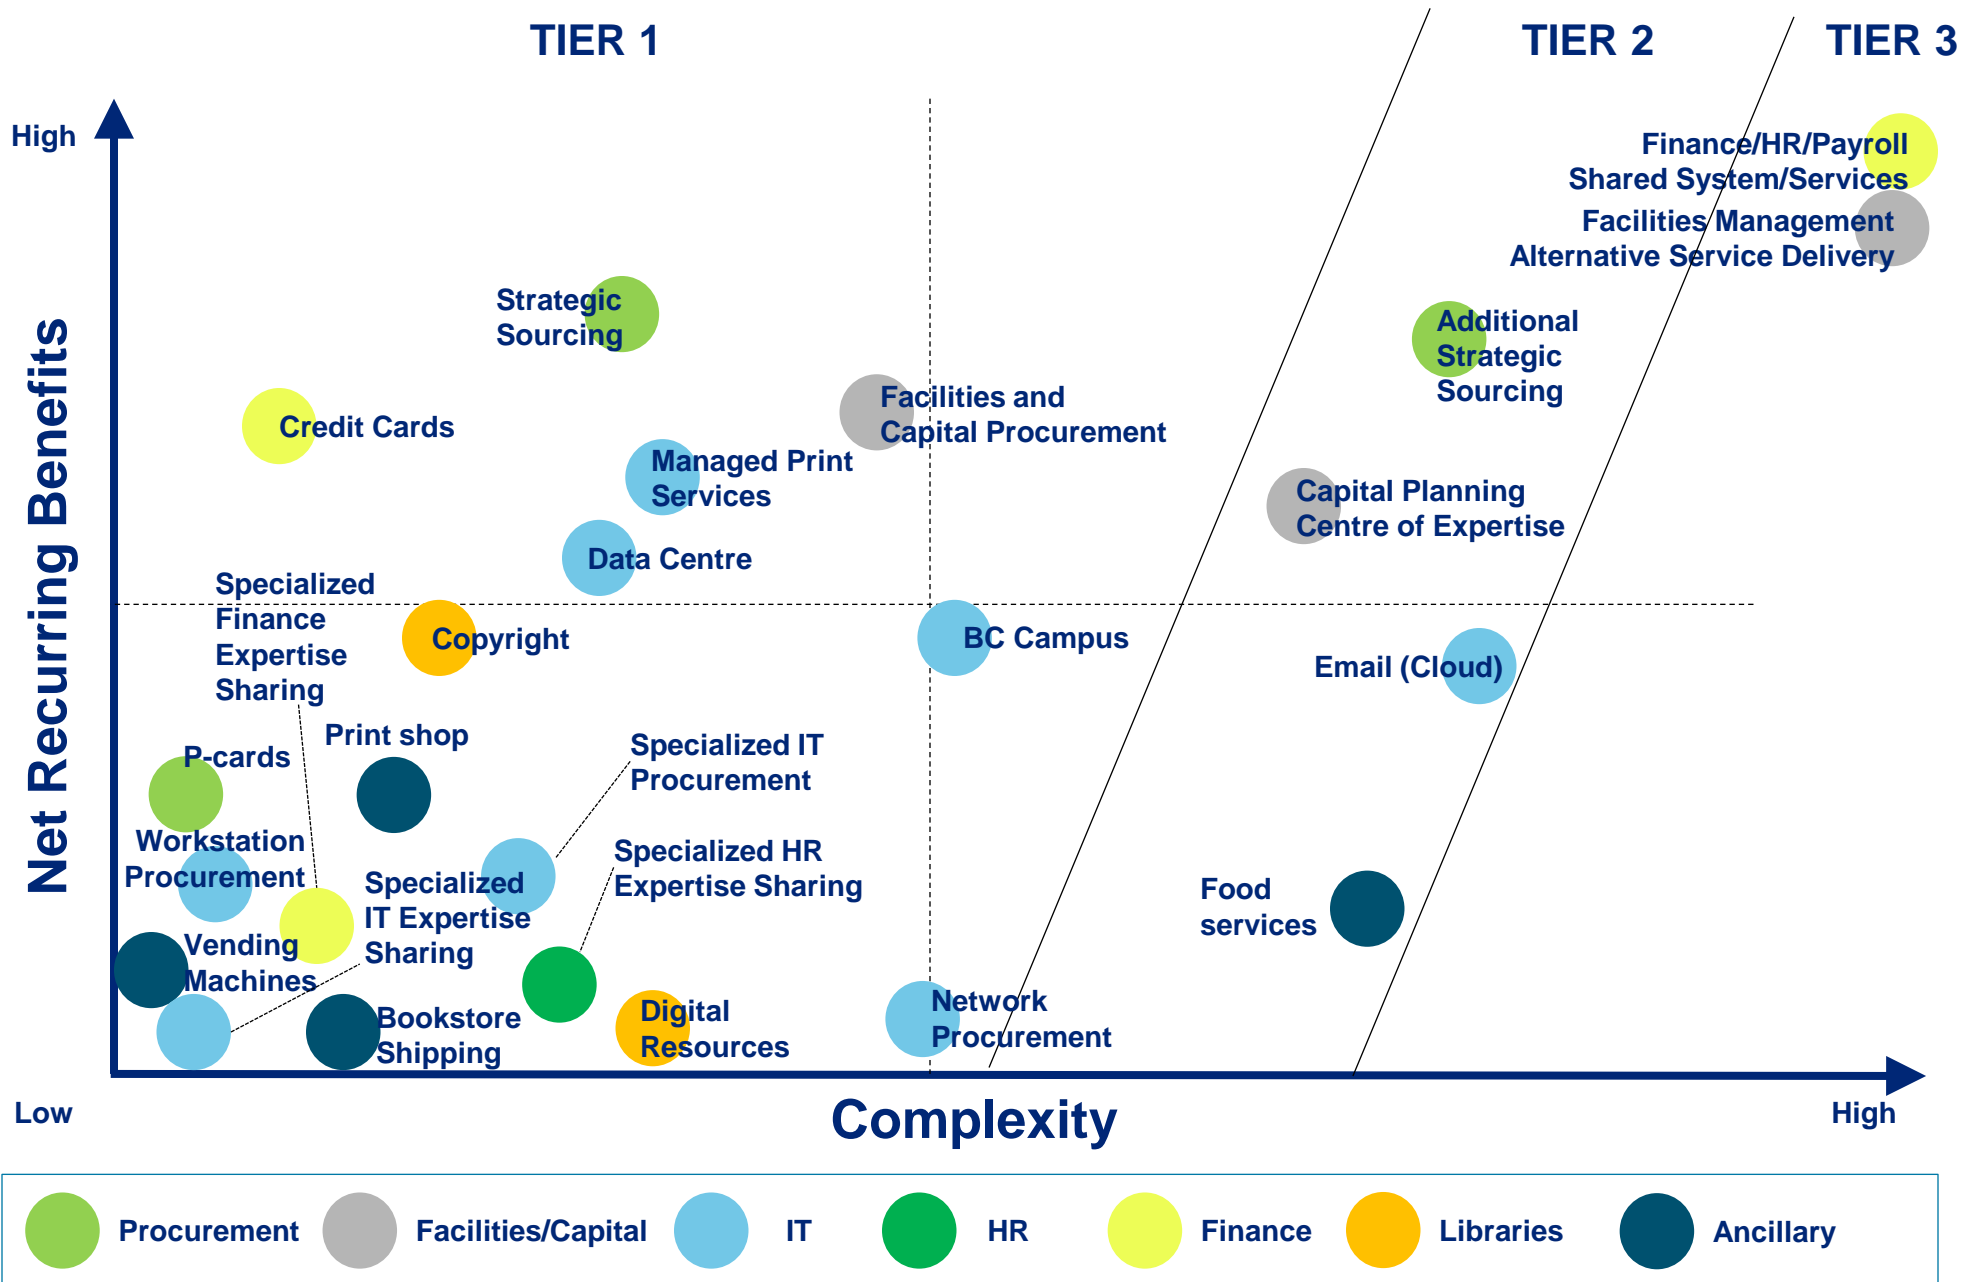 TIER 1
TIER 2
TIER 3
High
Finance/HR/Payroll
Shared System/Services
Facilities Management
Alternative Service Delivery
Strategic
Sourcing
Additional
Strategic
Sourcing
Credit Cards
Facilities and
Capital Procurement
Managed Print
Services
Capital Planning
Centre of Expertise
Data Centre
Net Recurring Benefits
Specialized
Finance
Expertise
Sharing
Copyright
BC Campus
Email (Cloud)
P-cards
Print shop
Specialized IT
Procurement
Workstation
Procurement
Specialized
IT Expertise
Sharing
Specialized HR
Expertise Sharing
Food
services
Vending
Machines
Bookstore
Shipping
Digital
Resources
Network
Procurement
Low
Complexity
High
Procurement
Facilities/Capital
IT
HR
Finance
Libraries
Ancillary